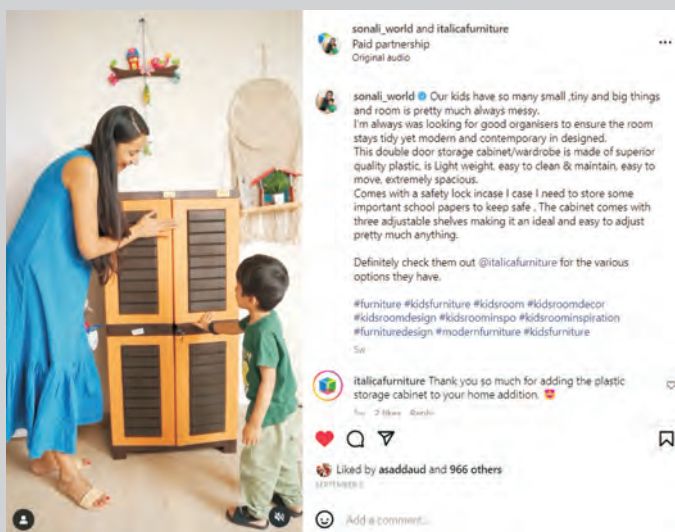 sonali_world and italicafurniture
Paid partnership
Original audio
sonali_world Our kids have so many small ,tiny and big things
and room is pretty much always messy.
I'm always was looking for good organisers to ensure the room
stays tidy yet modern and contemporary in designed.
This double door storage cabinet/wardrobe is made of superior
quality plastic, is Light weight, easy to clean & maintain, easy to
move, extremely spacious.
Comes with a safety lock incase I case I need to store some
important school papers to keep safe , The cabinet comes with
three adjustable shelves making it an ideal and easy to adjust
pretty much anything.
Definitely check them out @italicafurniture for the various
options they have.
#furniture #kidsfurniture #kidsroom #kidsroomdecor
#kidsroomdesign #kidsroominspo #kidsroominspiration
#furnituredesign #modernfurniture #kidsfurniture
5w
italicafurniture Thank you so much for adding the plastic
storage cabinet to your home addition.
5w 2 likes Reply
Liked by asaddaud and 966 others
SEPTEMBER
Add a comment...